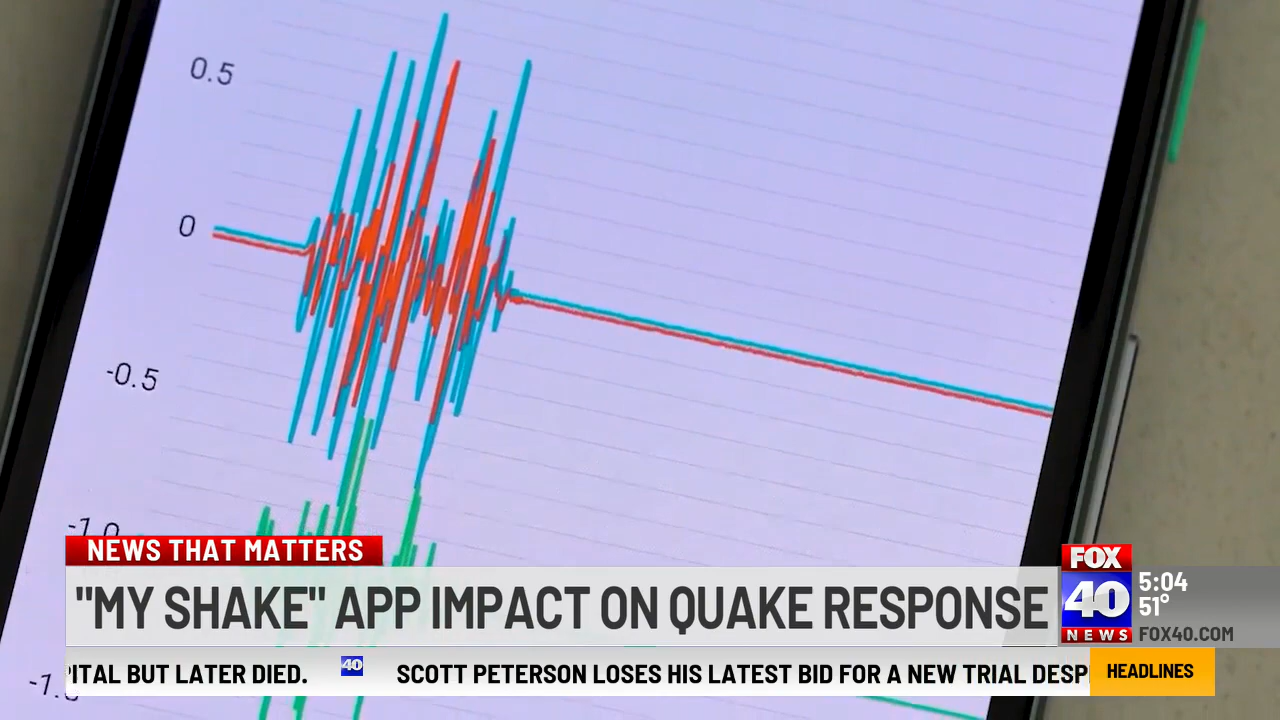 0.5
0
-0.5
-1.0
NEWS THAT MATTERS
"MY SHAKE" APP IMPACT ON QUAKE RESPONSE
FOX
40
NEWS
5:04
51°
FOX40.COM
PITAL BUT LATER DIED. 40 SCOTT PETERSON LOSES HIS LATEST BID FOR A NEW TRIAL DESP
HEADLINES